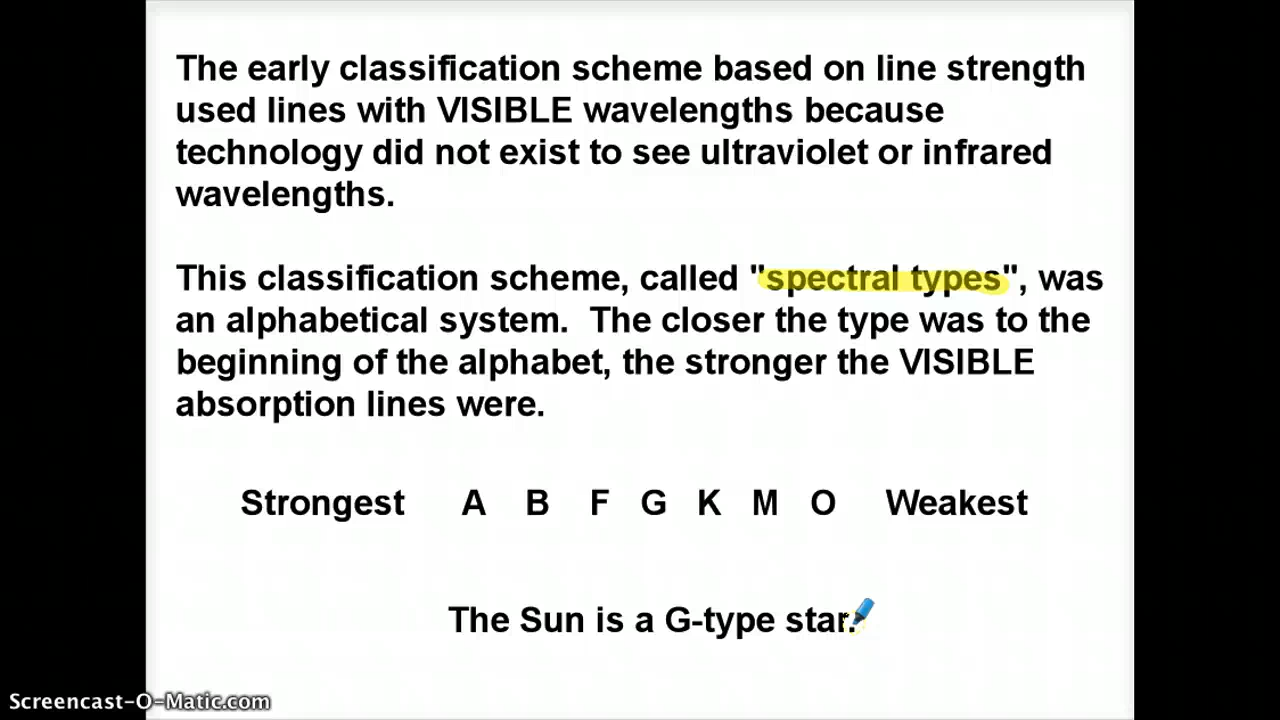 The early classification scheme based on line strength
used lines with VISIBLE wavelengths because
technology did not exist to see ultraviolet or infrared
wavelengths.
This classification scheme, called "spectral types", was
an alphabetical system. The closer the type was to the
beginning of the alphabet, the stronger the VISIBLE
absorption lines were.
Strongest A B F G K M O Weakest
The Sun is a G-type star.
Screencast-O-Matic.com